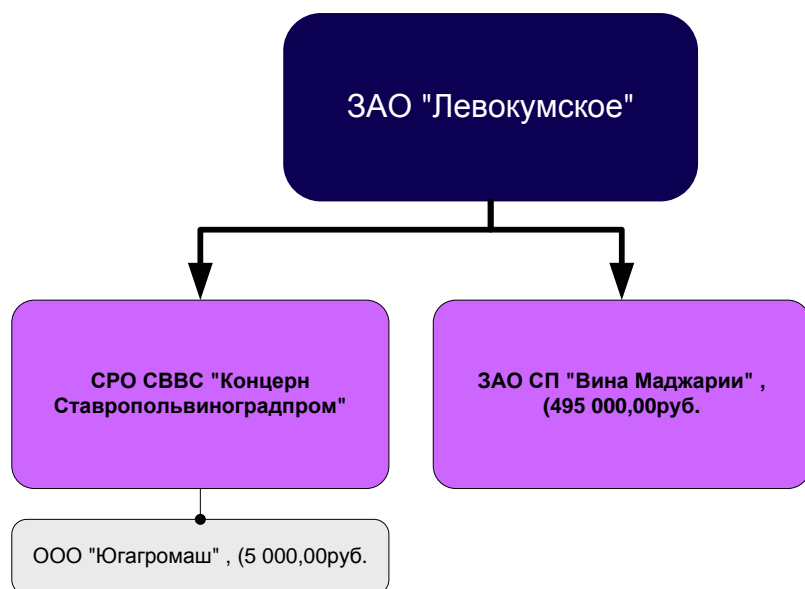 ЗАО "Левокумское"
СРО СВВС "Концерн
Ставропольвиноградпром"
ЗАО СП "Вина Маджарии" ,
(495 000,00руб.
ООО "Югагромаш" , (5 000,00руб.